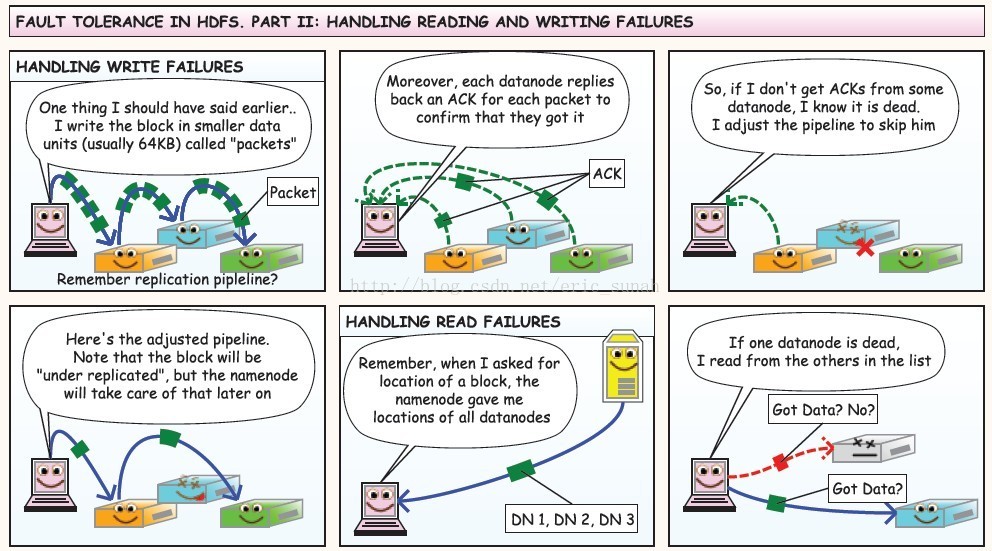 FAULT TOLERANCE IN HDFS. PART II: HANDLING READING AND WRITING FAILURES
HANDLING WRITE FAILURES
One thing I should have said earlier..
I write the block in smaller data
units (usually 64KB) called "packets"
Packet
Remember replication pipleline?
Moreover, each datanode replies
back an ACK for each packet to
confirm that they got it
ACK
So, if I don't get ACKs from some
datanode, I know it is dead.
I adjust the pipeline to skip him
http://blog.csdn.net/eric_sunah
Here's the adjusted pipeline.
Note that the block will be
"under replicated", but the namenode
will take care of that later on
HANDLING READ FAILURES
Remember, when I asked for
location of a block, the
namenode gave me
locations of all datanodes
DN 1, DN 2, DN 3
If one datanode is dead,
I read from the others in the list
Got Data? No?
Got Data?